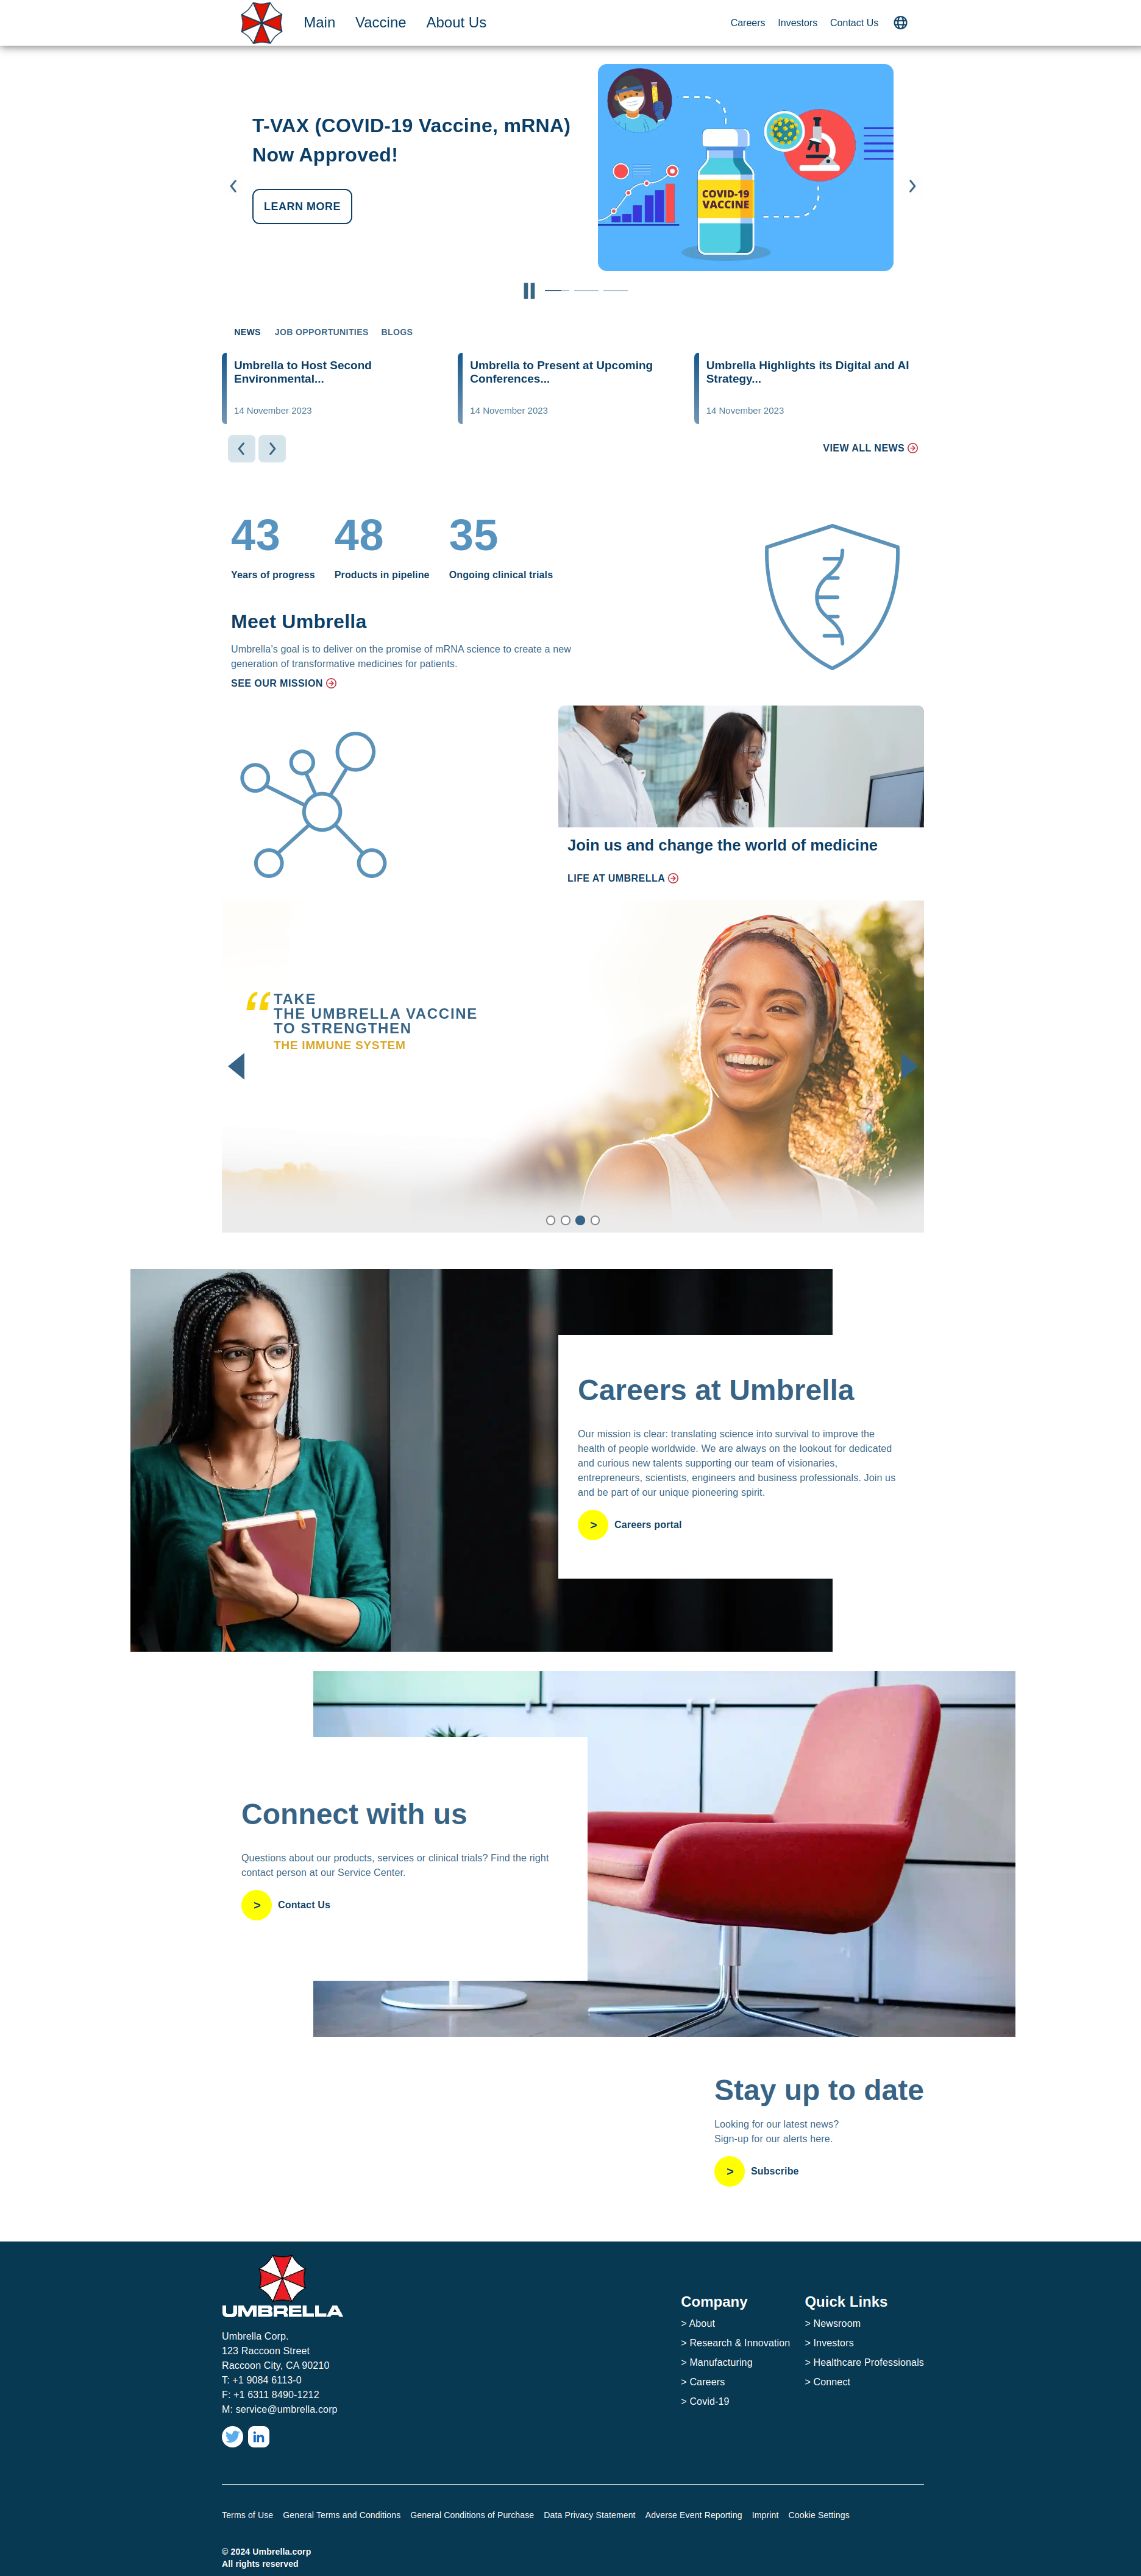 Main Vaccine About Us Careers Investors Contact Us
T-VAX (COVID-19 Vaccine, mRNA)
Now Approved!
LEARN MORE
COVID-19
VACCINE
NEWS JOB OPPORTUNITIES BLOGS
Umbrella to Host Second
Environmental...
14 November 2023
Umbrella to Present at Upcoming
Conferences...
14 November 2023
Umbrella Highlights its Digital and AI
Strategy...
14 November 2023
VIEW ALL NEWS
43 48 35
Years of progress Products in pipeline Ongoing clinical trials
Meet Umbrella
Umbrella's goal is to deliver on the promise of mRNA science to create a new
generation of transformative medicines for patients.
SEE OUR MISSION
Join us and change the world of medicine
LIFE AT UMBRELLA
“ TAKE
THE UMBRELLA VACCINE
TO STRENGTHEN
THE IMMUNE SYSTEM
Careers at Umbrella
Our mission is clear: translating science into survival to improve the
health of people worldwide. We are always on the lookout for dedicated
and curious new talents supporting our team of visionaries,
entrepreneurs, scientists, engineers and business professionals. Join us
and be part of our unique pioneering spirit.
> Careers portal
Connect with us
Questions about our products, services or clinical trials? Find the right
contact person at our Service Center.
> Contact Us
Stay up to date
Looking for our latest news?
Sign-up for our alerts here.
> Subscribe
UMBRELLA
Umbrella Corp.
123 Raccoon Street
Raccoon City, CA 90210
T: +1 9084 6113-0
F: +1 6311 8490-1212
M: service@umbrella.corp
in
Company
> About
> Research & Innovation
> Manufacturing
> Careers
> Covid-19
Quick Links
> Newsroom
> Investors
> Healthcare Professionals
> Connect
Terms of Use General Terms and Conditions General Conditions of Purchase Data Privacy Statement Adverse Event Reporting Imprint Cookie Settings
© 2024 Umbrella.corp
All rights reserved